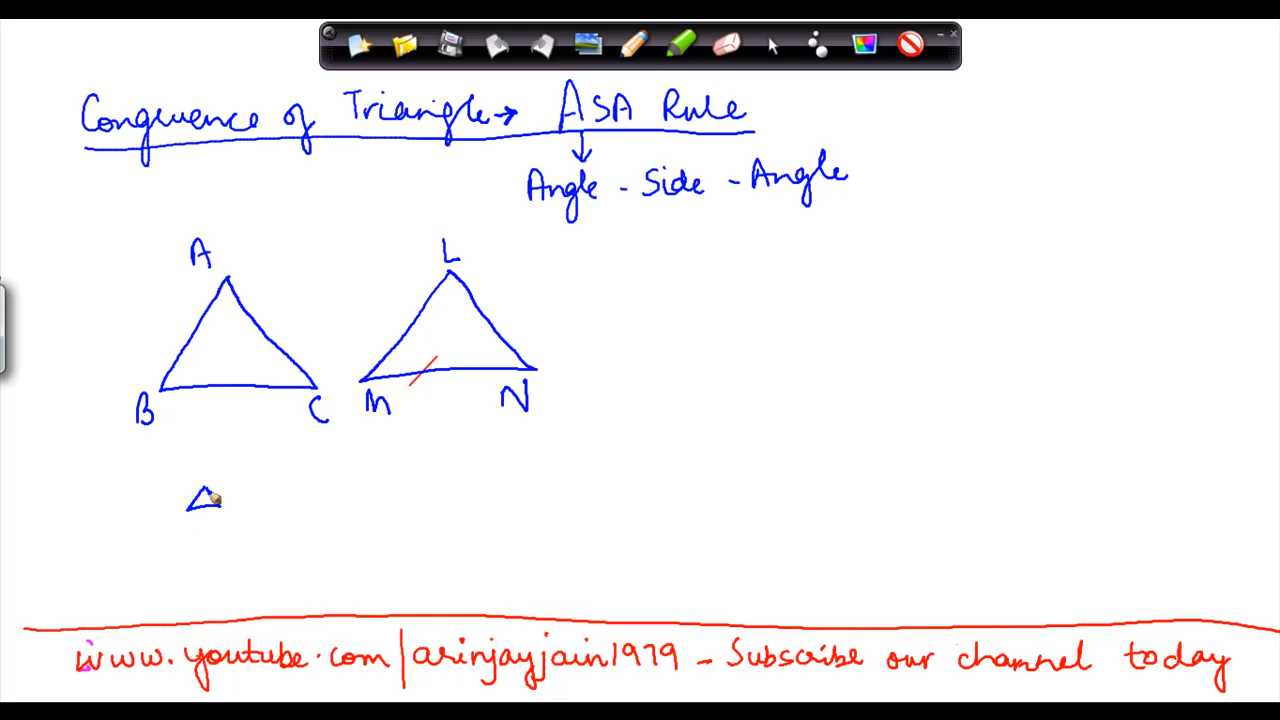 Congruence of Triangle → ASA Rule
Angle - Side - Angle
A
L
B
C
M
N
Δ
www.youtube.com/arinjayjain1979 - Subscribe our channel today